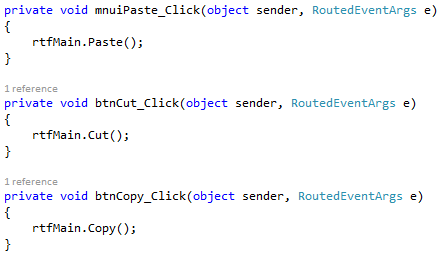 private void mnuiPaste_Click(object sender, RoutedEventArgs e)
{
    rtfMain.Paste();
}
1 reference
private void btnCut_Click(object sender, RoutedEventArgs e)
{
    rtfMain.Cut();
}
1 reference
private void btnCopy_Click(object sender, RoutedEventArgs e)
{
    rtfMain.Copy();
}